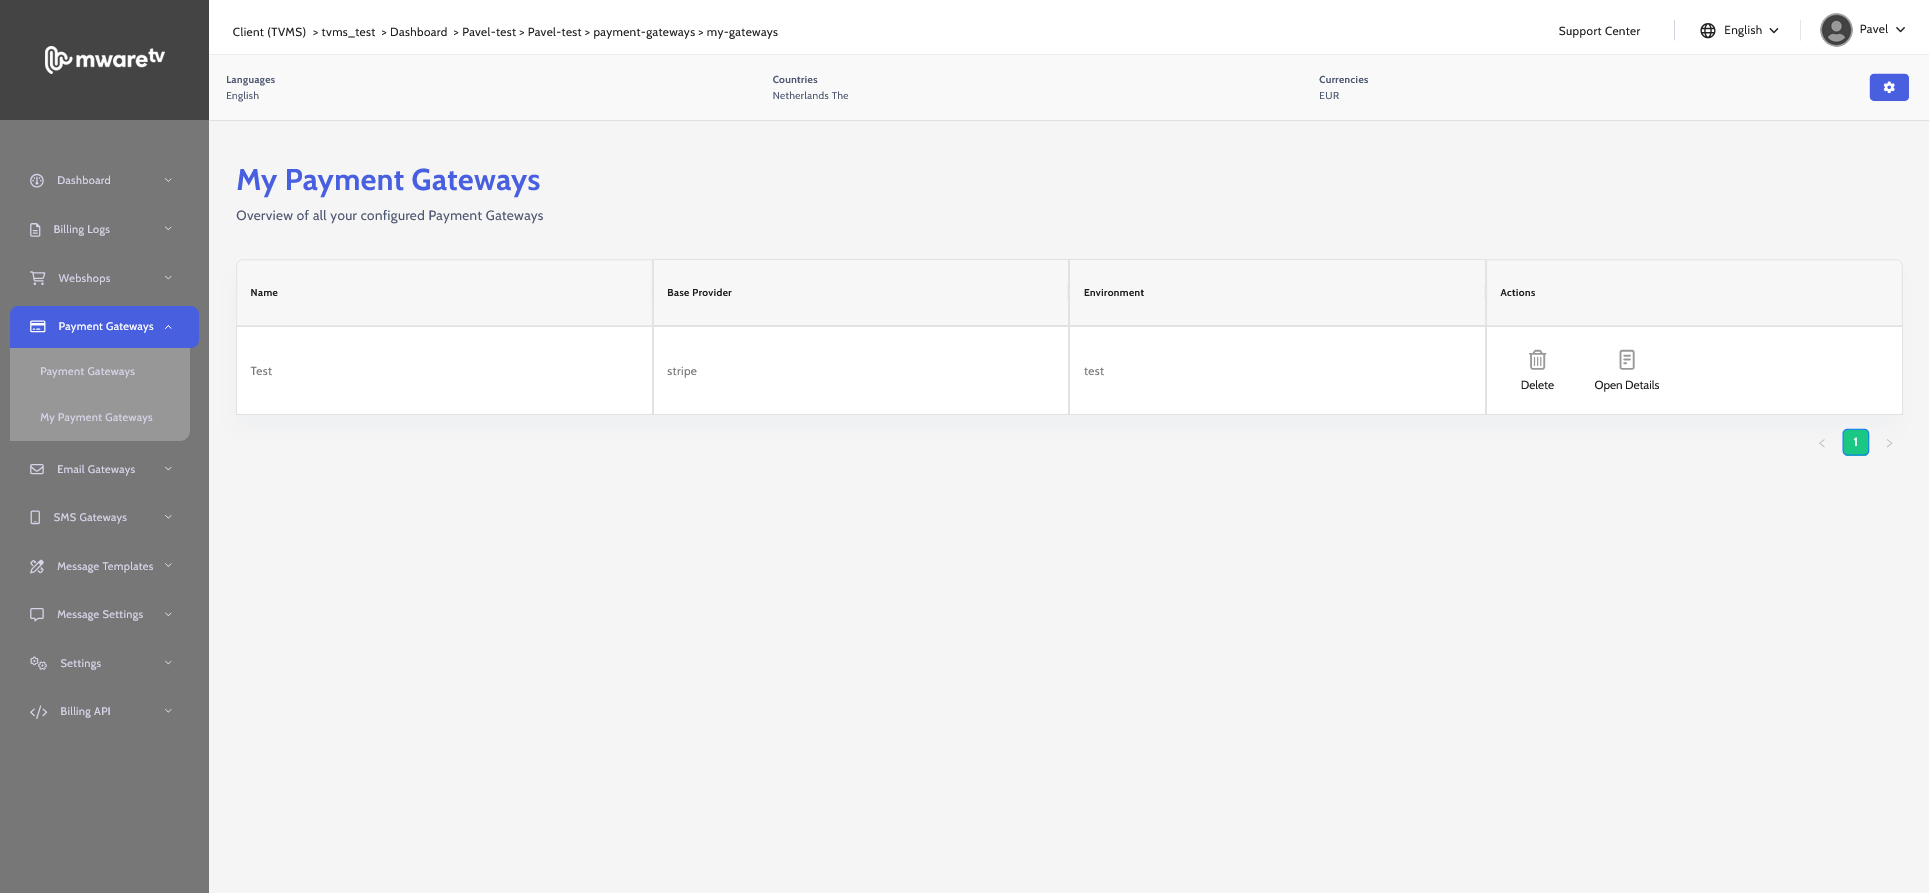 mwaretv
Client (TVMS) > tvms_test > Dashboard > Pavel-test > Pavel-test > payment-gateways > my-gateways
Support Center
English
Pavel
Languages
English
Countries
Netherlands The
Currencies
EUR
Dashboard
Billing Logs
Webshops
Payment Gateways
Payment Gateways
My Payment Gateways
Email Gateways
SMS Gateways
Message Templates
Message Settings
Settings
Billing API
My Payment Gateways
Overview of all your configured Payment Gateways
Name Base Provider Environment Actions
Test stripe test
Delete Open Details
< 1 >